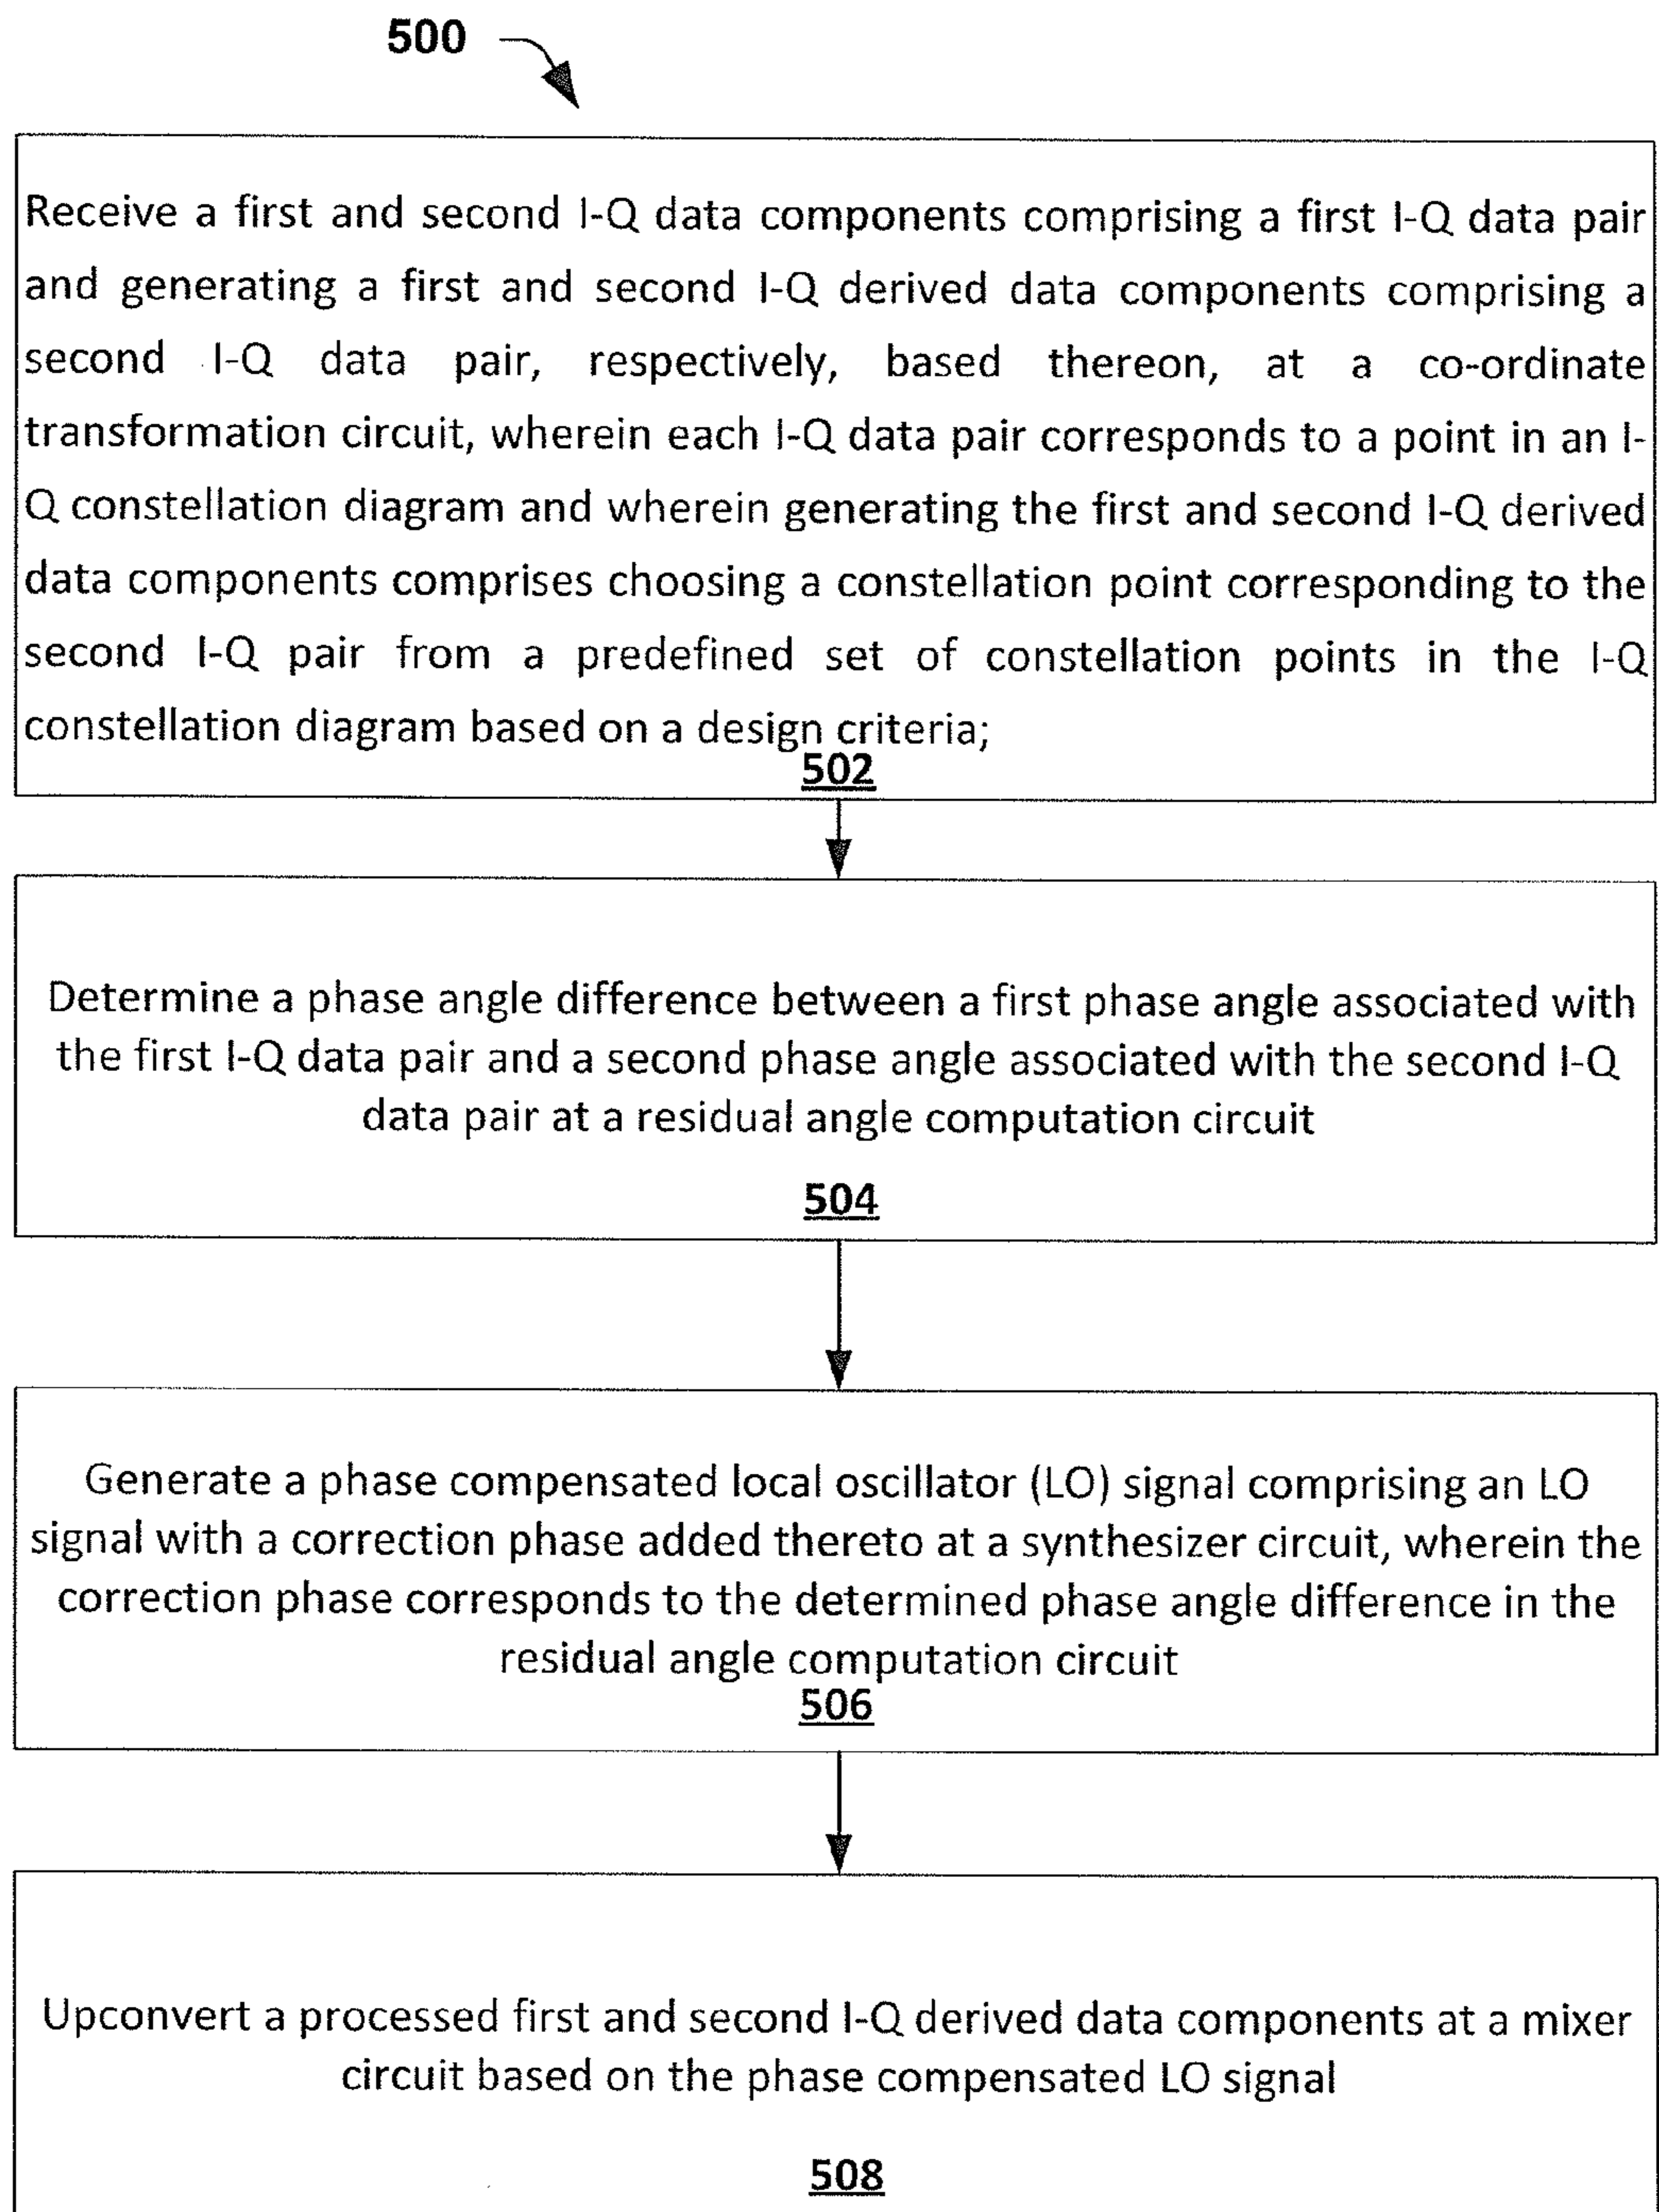 500
Receive a first and second I-Q data components comprising a first I-Q data pair
and generating a first and second I-Q derived data components comprising a
second I-Q data pair, respectively, based thereon, at a co-ordinate
transformation circuit, wherein each I-Q data pair corresponds to a point in an I-
Q constellation diagram and wherein generating the first and second I-Q derived
data components comprises choosing a constellation point corresponding to the
second I-Q pair from a predefined set of constellation points in the I-Q
constellation diagram based on a design criteria;
502
Determine a phase angle difference between a first phase angle associated with
the first I-Q data pair and a second phase angle associated with the second I-Q
data pair at a residual angle computation circuit
504
Generate a phase compensated local oscillator (LO) signal comprising an LO
signal with a correction phase added thereto at a synthesizer circuit, wherein the
correction phase corresponds to the determined phase angle difference in the
residual angle computation circuit
506
Upconvert a processed first and second I-Q derived data components at a mixer
circuit based on the phase compensated LO signal
508